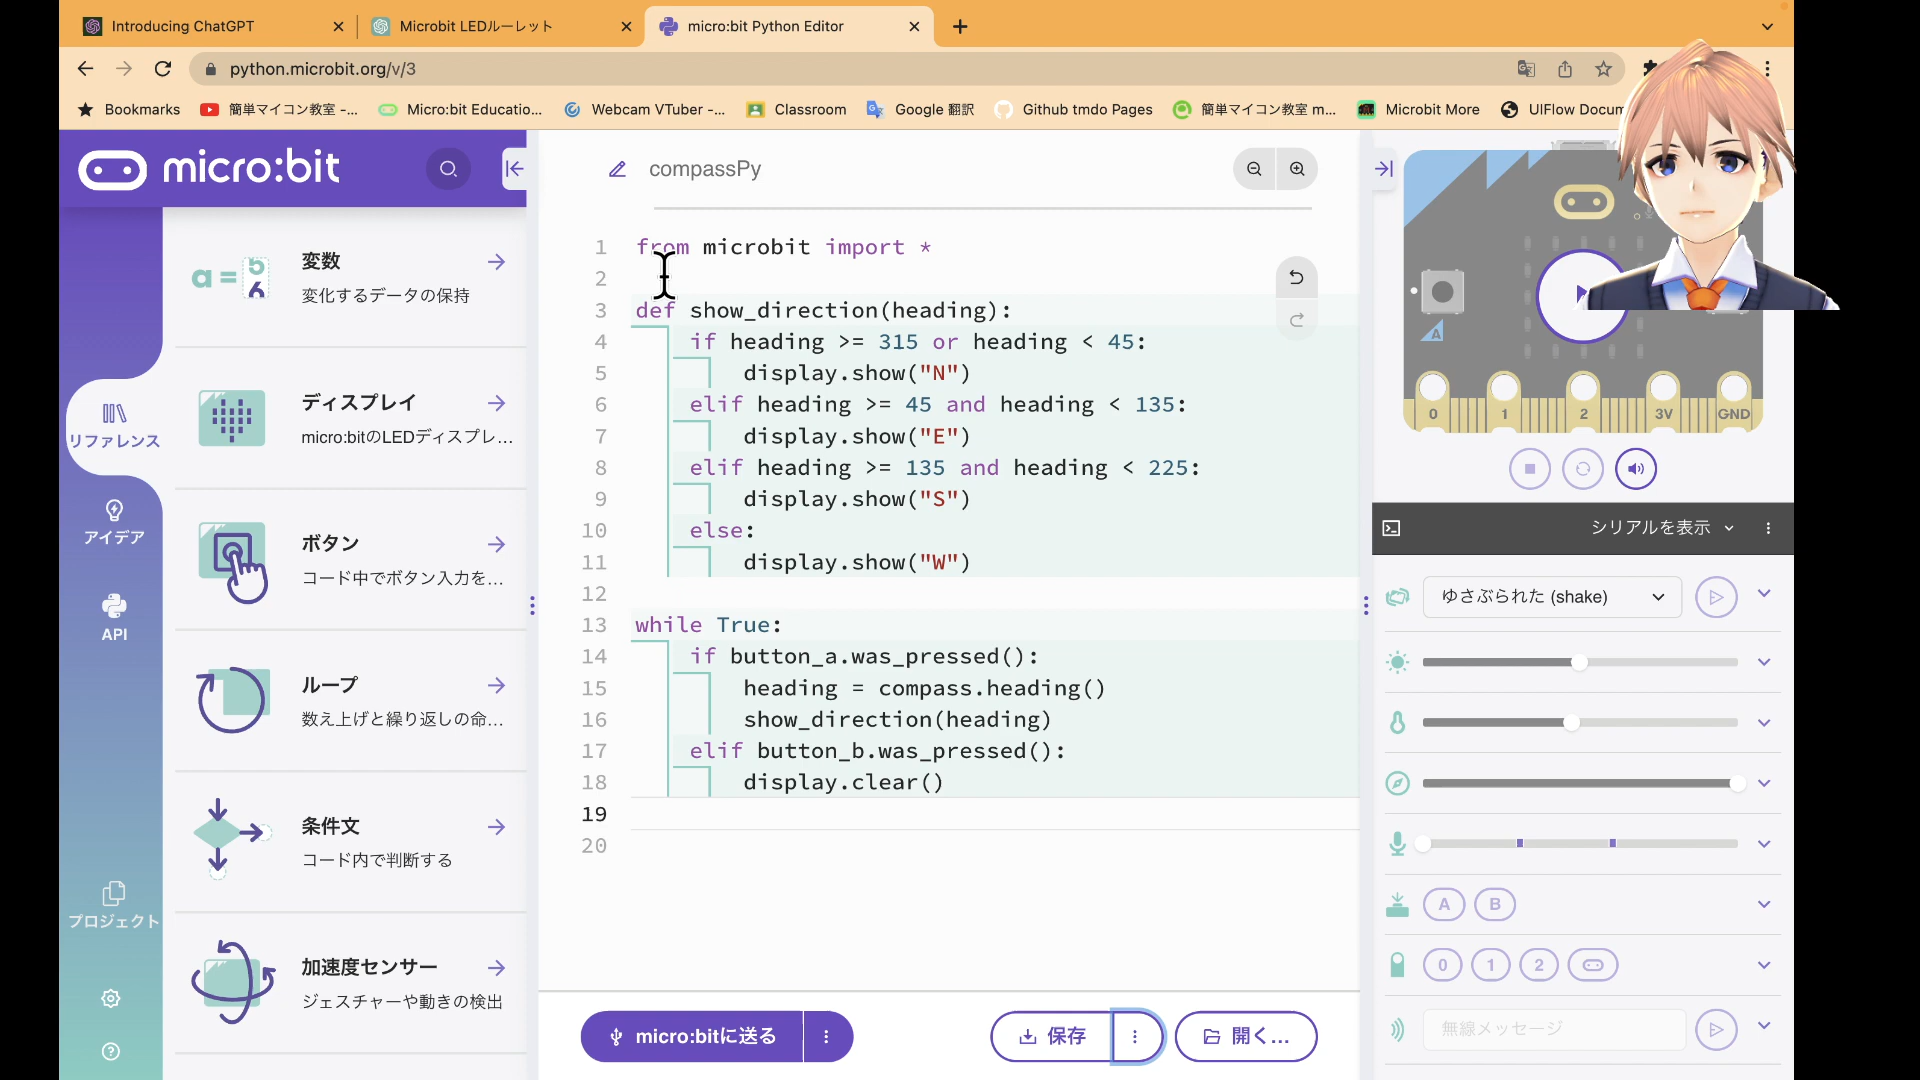 Introducing ChatGPT
Microbit LEDルーレット
micro:bit Python Editor
python.microbit.org/v/3
Bookmarks
簡単マイコン教室 -...
Micro:bit Educatio...
Webcam VTuber -...
Classroom
Google 翻訳
Github tmdo Pages
簡単マイコン教室 m...
Microbit More
UIFlow Docum
micro:bit
リファレンス
アイデア
API
プロジェクト
a = 5
6
変数
変化するデータの保持
ディスプレイ
micro:bitのLEDディスプレ...
ボタン
コード中でボタン入力を...
ループ
数え上げと繰り返しの命...
条件文
コード内で判断する
加速度センサー
ジェスチャーや動きの検出
compassPy
1 from microbit import *
2
3 def show_direction(heading):
4 if heading >= 315 or heading < 45:
5 display.show("N")
6 elif heading >= 45 and heading < 135:
7 display.show("E")
8 elif heading >= 135 and heading < 225:
9 display.show("S")
10 else:
11 display.show("W")
12
13 while True:
14 if button_a.was_pressed():
15 heading = compass.heading()
16 show_direction(heading)
17 elif button_b.was_pressed():
18 display.clear()
19
20
micro:bitに送る
保存
開く...
A
0 1 2 3V GND
シリアルを表示
ゆさぶられた (shake)
A B
0 1 2
無線メッセージ